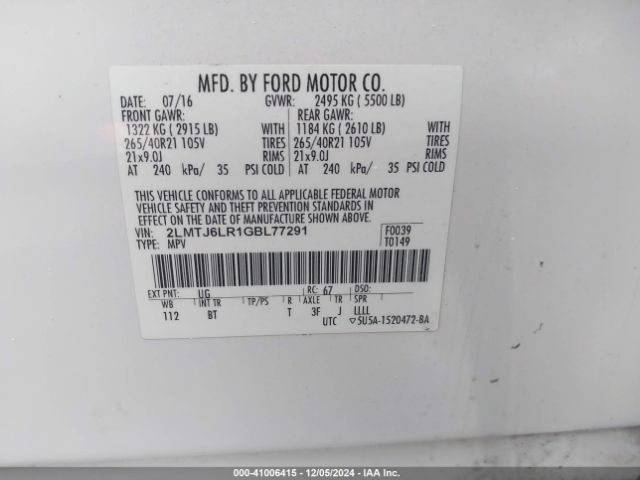 MFD. BY FORD MOTOR CO.
DATE: 07/16 GVWR: 2495 KG ( 5500 LB)
FRONT GAWR: REAR GAWR:
1322 KG ( 2915 LB) WITH 1184 KG ( 2610 LB) WITH
265/40R21 105V TIRES 265/40R21 105V TIRES
21x9.0J RIMS 21x9.0J RIMS
AT 240 kPa/ 35 PSI COLD AT 240 kPa/ 35 PSI COLD
THIS VEHICLE CONFORMS TO ALL APPLICABLE FEDERAL MOTOR
VEHICLE SAFETY AND THEFT PREVENTION STANDARDS IN
EFFECT ON THE DATE OF MANUFACTURE SHOWN ABOVE.
VIN: 2LMTJ6LR1GBL77291 F0039
TYPE: MPV T0149
EXT PNT: UG RC: 67 DSO:
WB INT TR TP/PS R AXLE TR SPR
112 BT T 3F J LLLL
UTC ▽SU5A-1520472-BA
000-41006415 - 12/05/2024 - IAA Inc.